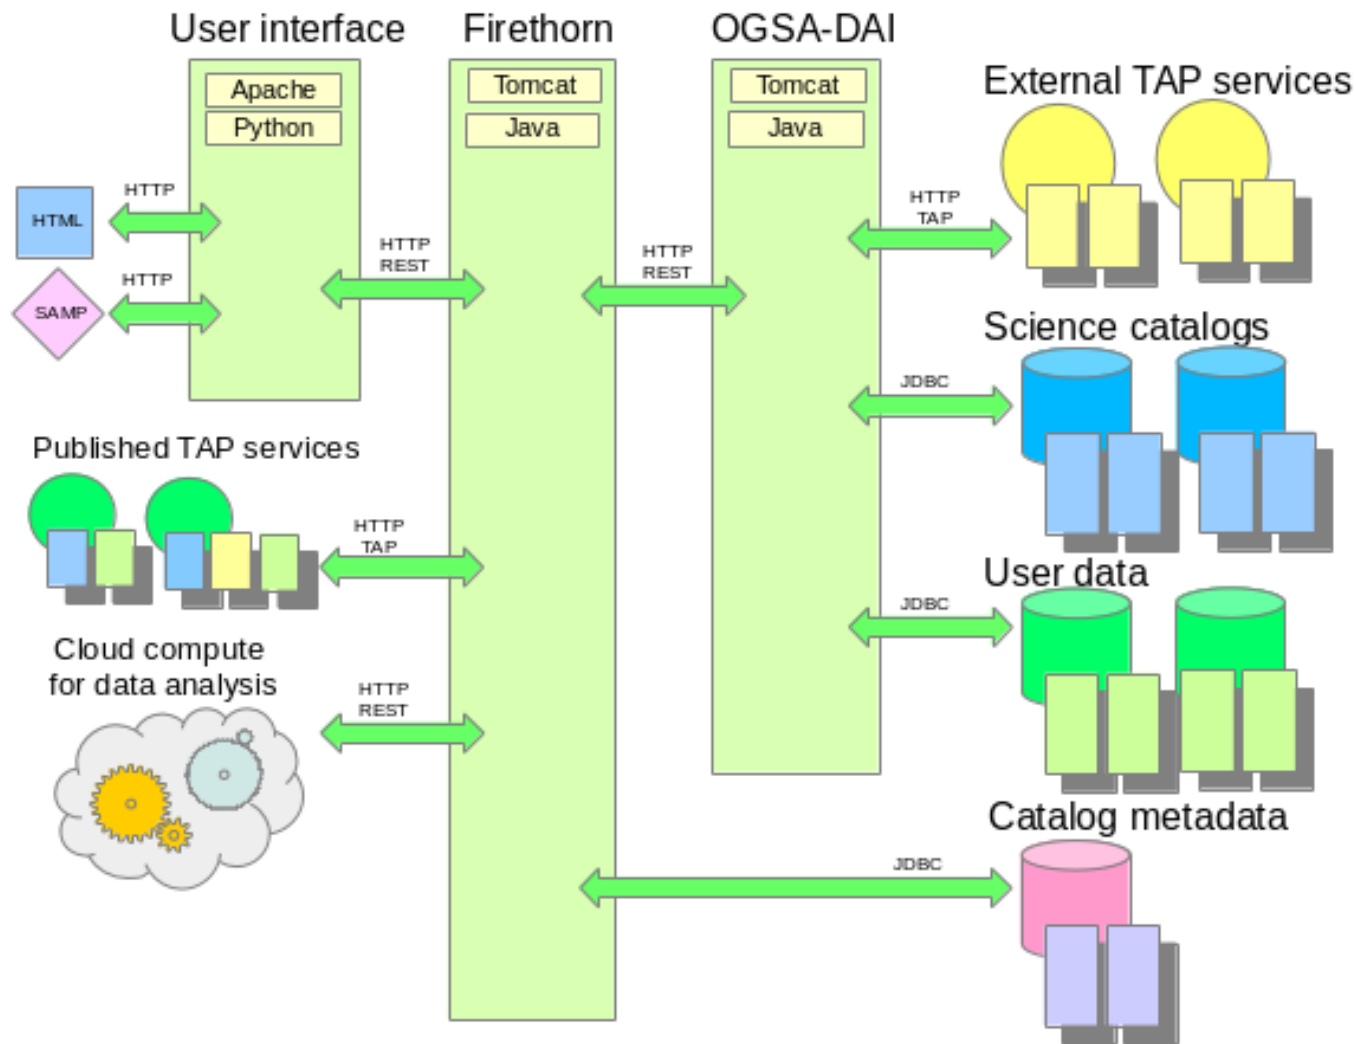 User interface
Firethorn
OGSA-DAI
Apache
Python
Tomcat
Java
Tomcat
Java
External TAP services
HTTP
HTML
HTTP
SAMP
HTTP
REST
HTTP
REST
HTTP
TAP
Science catalogs
JDBC
Published TAP services
HTTP
TAP
User data
JDBC
Cloud compute
for data analysis
HTTP
REST
Catalog metadata
JDBC